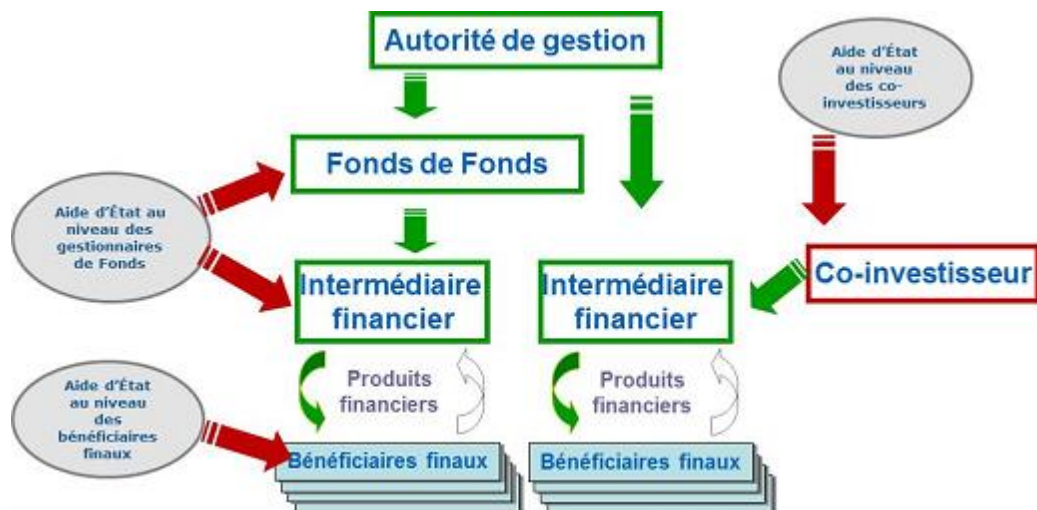 Autorité de gestion
Aide d'État
au niveau
des co-
investisseurs
Fonds de Fonds
Aide d'État au
niveau des
gestionnaires
de Fonds
Intermédiaire
financier
Intermédiaire
financier
Co-investisseur
Produits
financiers
Produits
financiers
Aide d'État
au niveau
des
bénéficiaires
finaux
Bénéficiaires finaux
Bénéficiaires finaux